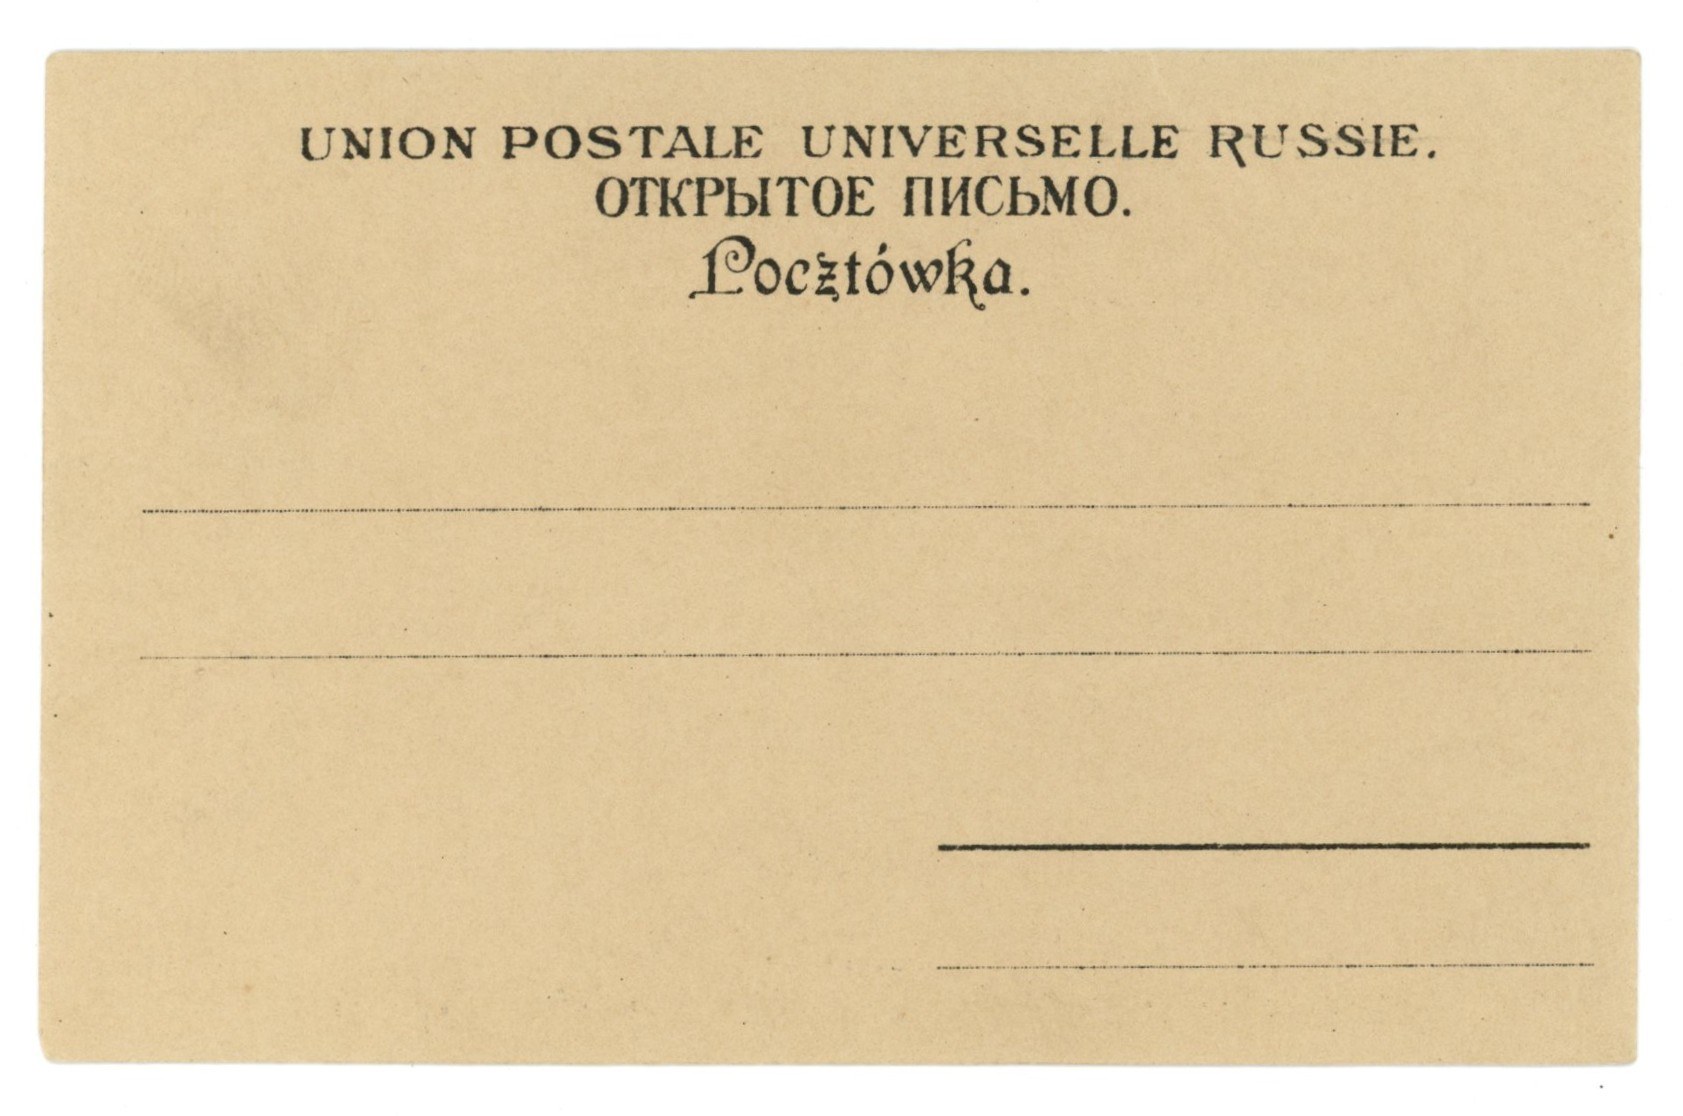 UNION POSTALE UNIVERSELLE RUSSIE.
ОТКРЫТОЕ ПИСЬМО.
Pocztówka.